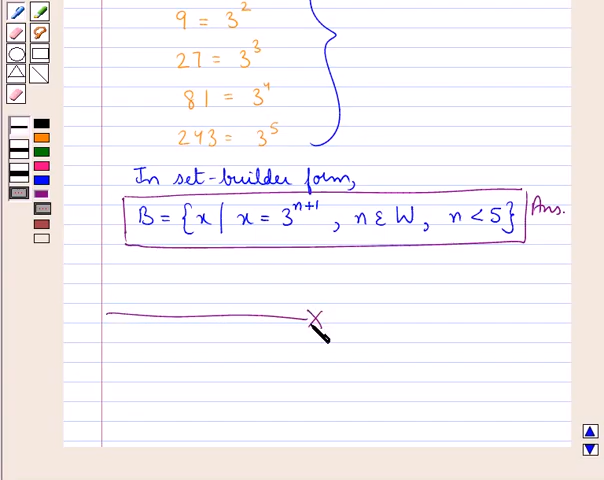 9 = 3²
27 = 3³
81 = 3⁴
243 = 3⁵
In set-builder form,
B = { x | x = 3ⁿ⁺¹ , n ε W, n < 5 } Ans.